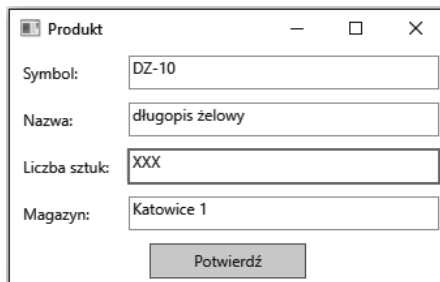 Produkt
Symbol: DZ-10
Nazwa: długopis żelowy
Liczba sztuk: XXX
Magazyn: Katowice 1
Potwierdź